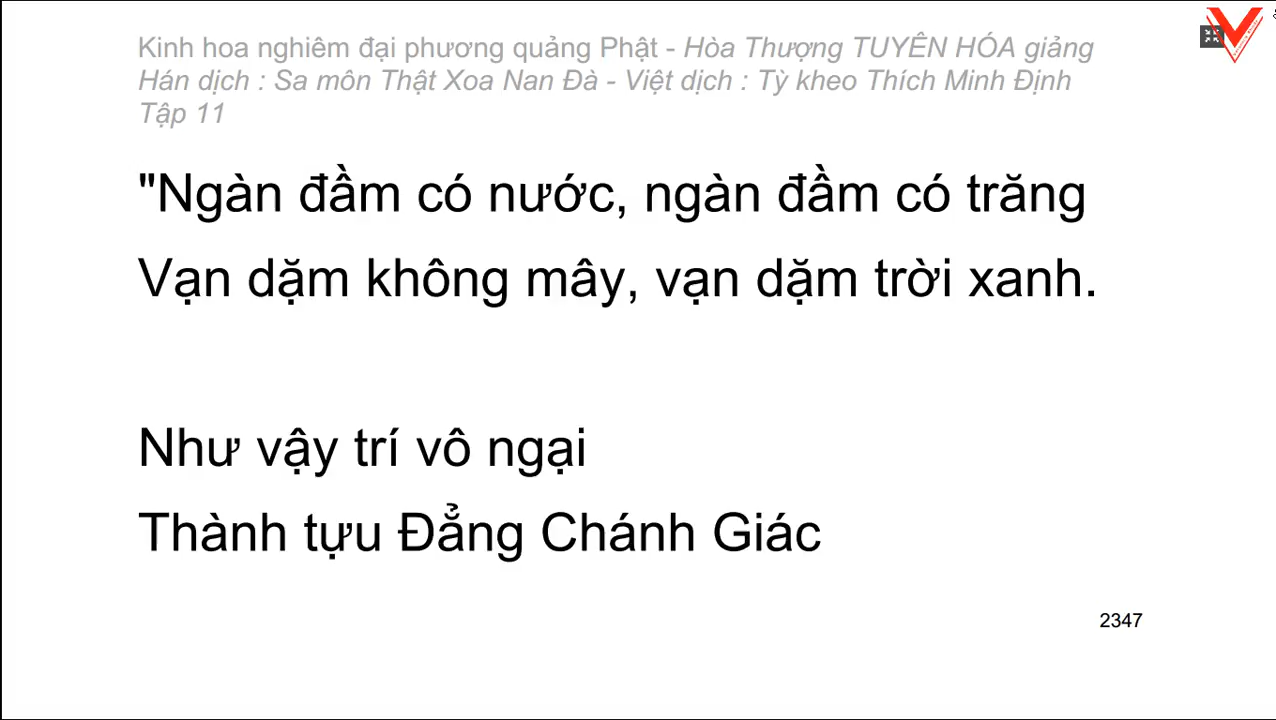 Kinh hoa nghiêm đại phương quảng Phật - Hòa Thượng TUYÊN HÓA giảng
Hán dịch : Sa môn Thật Xoa Nan Đà - Việt dịch : Tỳ kheo Thích Minh Định
Tập 11
"Ngàn đầm có nước, ngàn đầm có trăng
Vạn dặm không mây, vạn dặm trời xanh.
Như vậy trí vô ngại
Thành tựu Đẳng Chánh Giác
2347